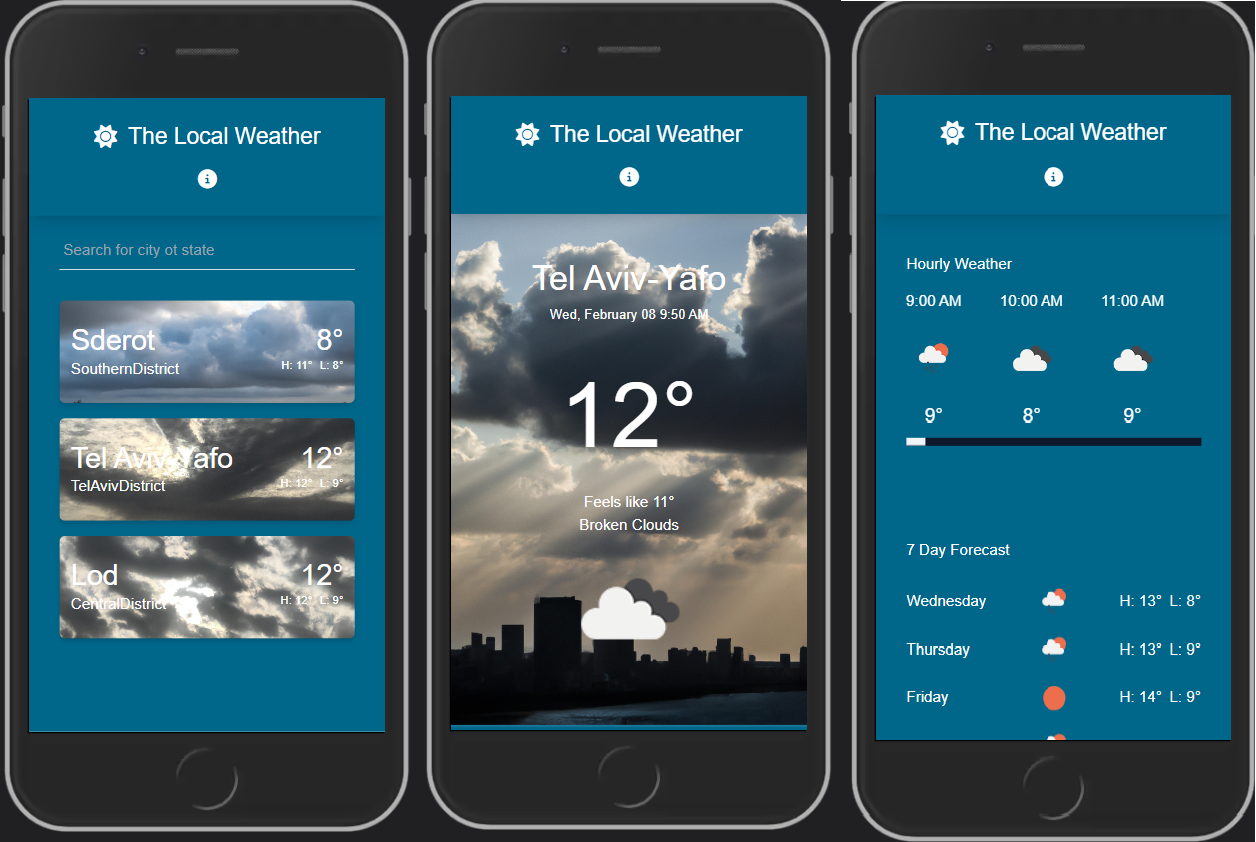 The Local Weather
i
Search for city ot state
Sderot 8°
SouthernDistrict H: 11° L: 8°
Tel Aviv-Yafo 12°
TelAvivDistrict H: 12° L: 9°
Lod 12°
CentralDistrict H: 12° L: 9°
The Local Weather
i
Tel Aviv-Yafo
Wed, February 08 9:50 AM
12°
Feels like 11°
Broken Clouds
The Local Weather
i
Hourly Weather
9:00 AM 10:00 AM 11:00 AM
9° 8° 9°
7 Day Forecast
Wednesday H: 13° L: 8°
Thursday H: 13° L: 9°
Friday H: 14° L: 9°